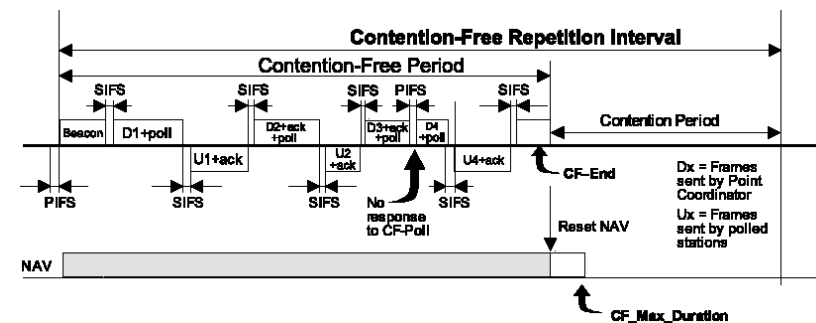 Contention-Free Repetition Interval
Contention-Free Period
SIFS
SIFS
SIFS
PIFS
SIFS
Contention Period
Beacon
D1+poll
D2+ack
+poll
D3+ack
+poll
D4
+poll
U1+ack
U2
+ack
U4+ack
CF-End
PIFS
SIFS
SIFS
No
response
to CF-Poll
SIFS
Dx = Frames
sent by Point
Coordinator
Ux = Frames
sent by polled
stations
Reset NAV
NAV
CF_Max_Duration